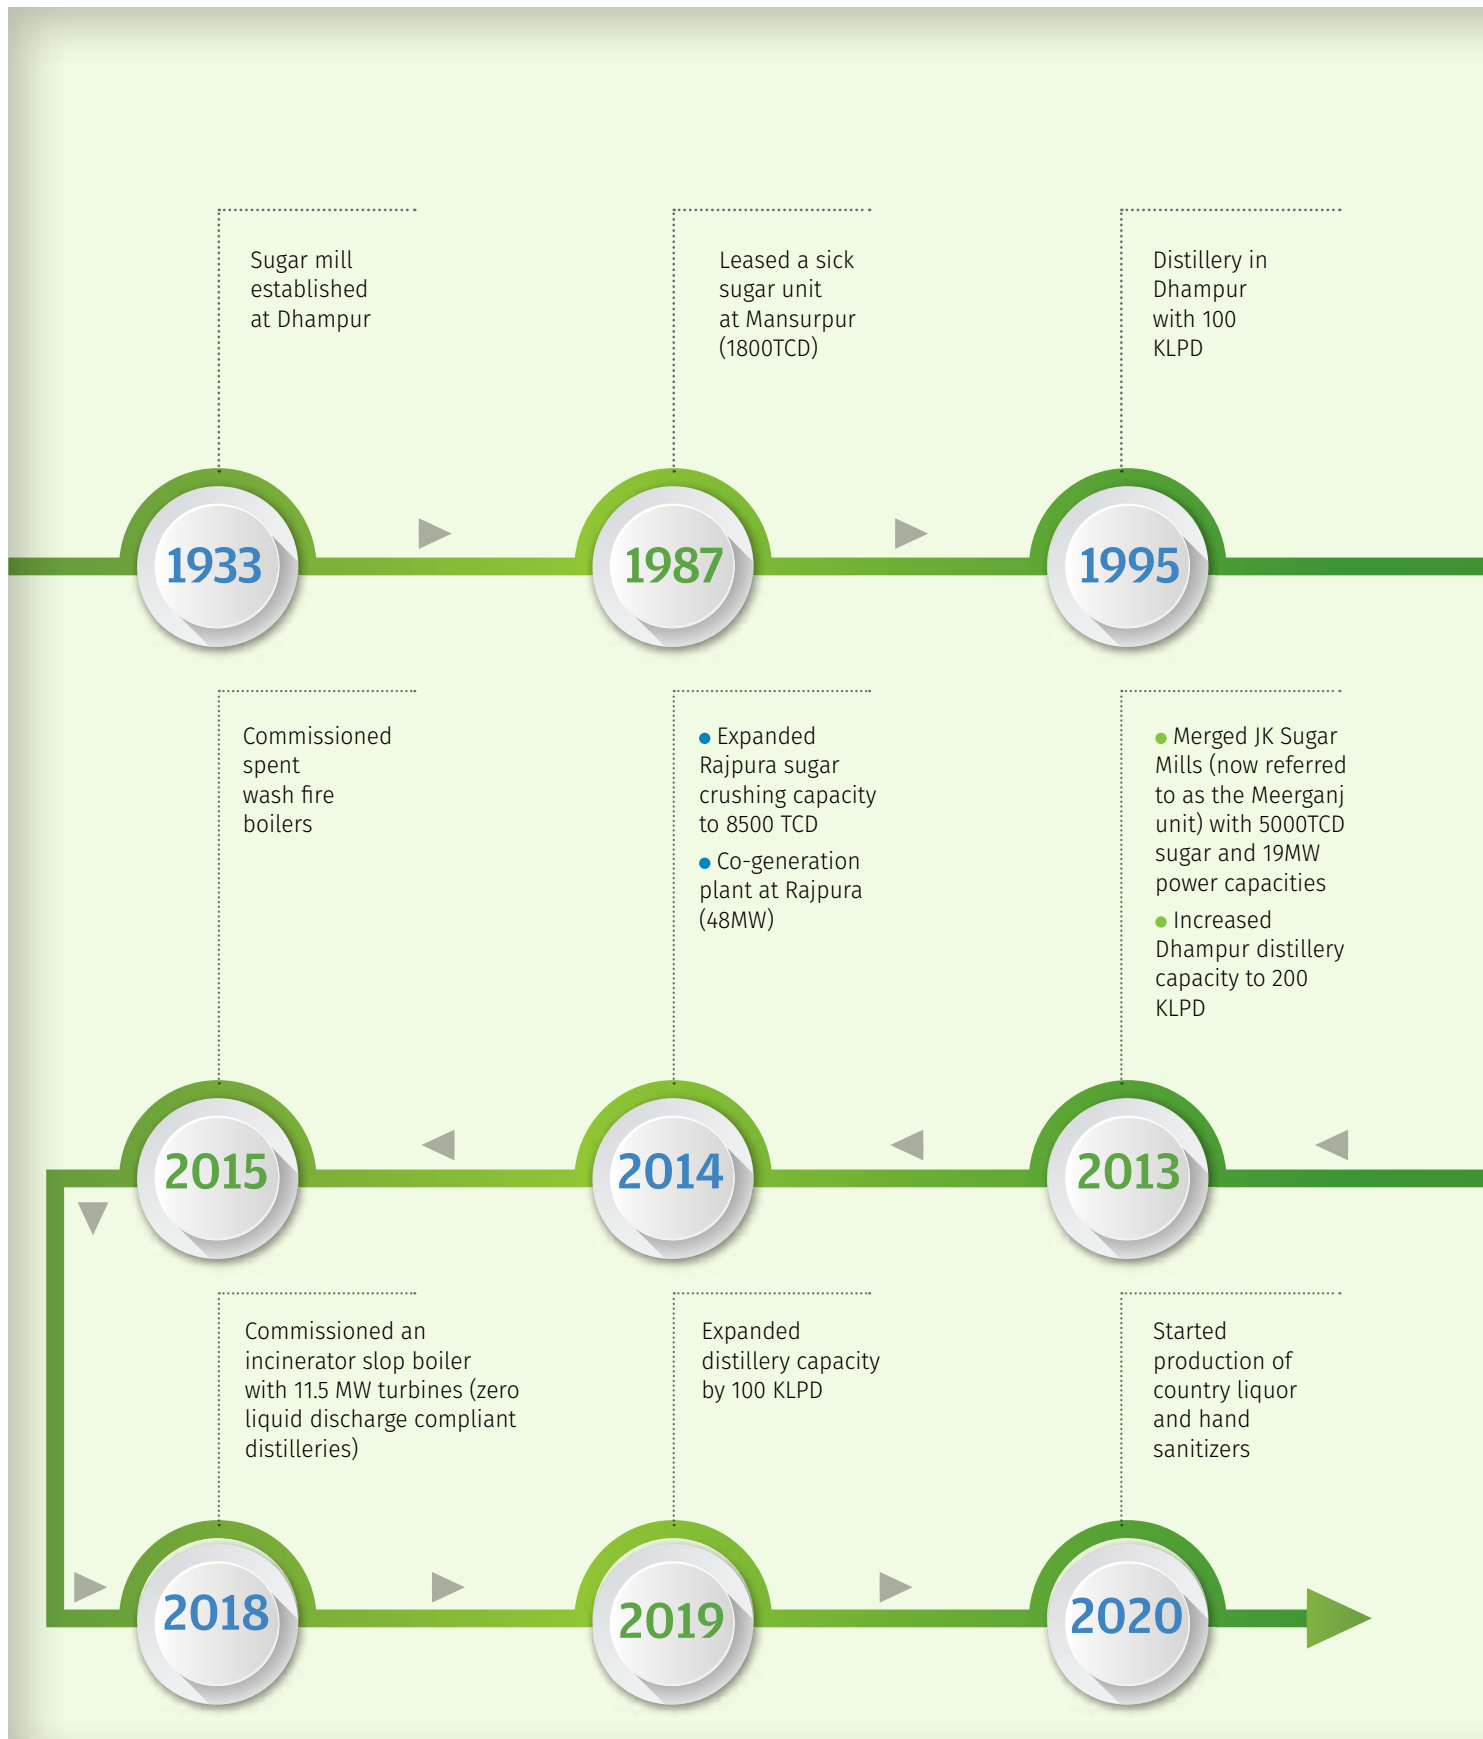 Sugar mill
established
at Dhampur
Leased a sick
sugar unit
at Mansurpur
(1800TCD)
Distillery in
Dhampur
with 100
KLPD
1933
1987
1995
Commissioned
spent
wash fire
boilers
● Expanded
Rajpura sugar
crushing capacity
to 8500 TCD
● Co-generation
plant at Rajpura
(48MW)
● Merged JK Sugar
Mills (now referred
to as the Meerganj
unit) with 5000TCD
sugar and 19MW
power capacities
● Increased
Dhampur distillery
capacity to 200
KLPD
2015
2014
2013
Commissioned an
incinerator slop boiler
with 11.5 MW turbines (zero
liquid discharge compliant
distilleries)
Expanded
distillery capacity
by 100 KLPD
Started
production of
country liquor
and hand
sanitizers
2018
2019
2020